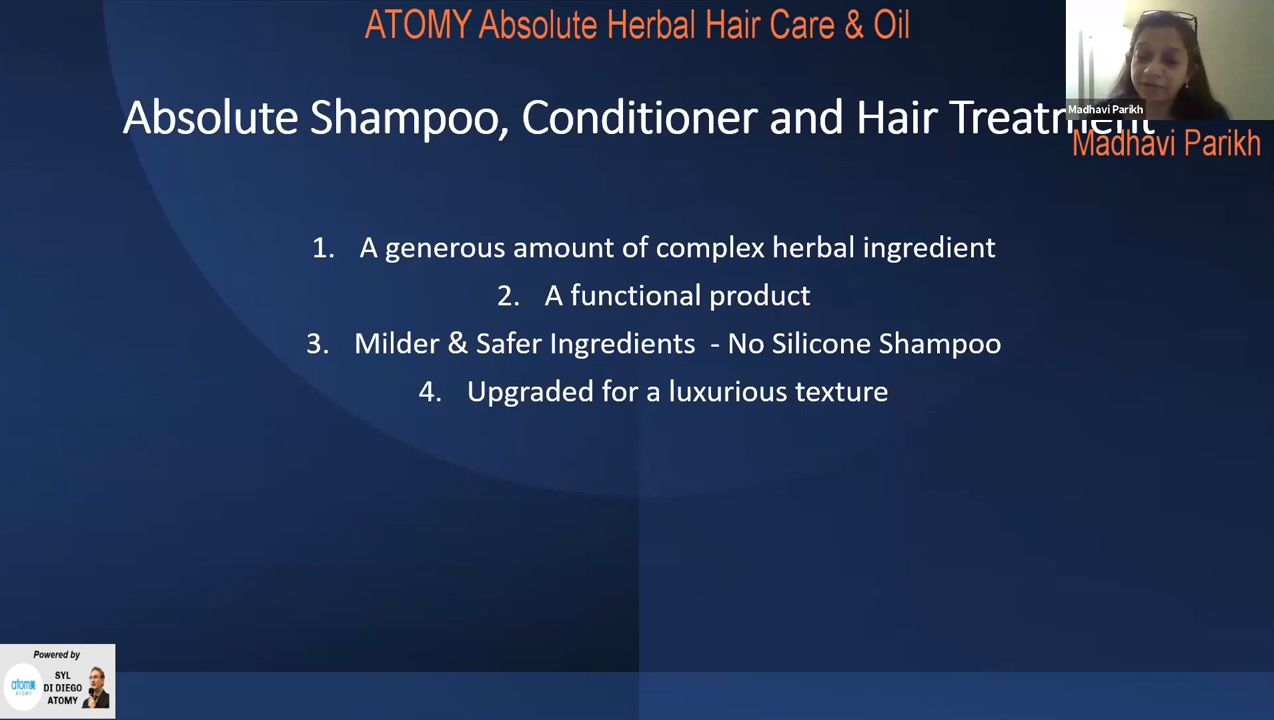 ATOMY Absolute Herbal Hair Care & Oil
Absolute Shampoo, Conditioner and Hair Treatment
Madhavi Parikh
Madhavi Parikh
1. A generous amount of complex herbal ingredient
2. A functional product
3. Milder & Safer Ingredients - No Silicone Shampoo
4. Upgraded for a luxurious texture
Powered by
SYL
DI DIEGO
ATOMY
atomy
ATOMY